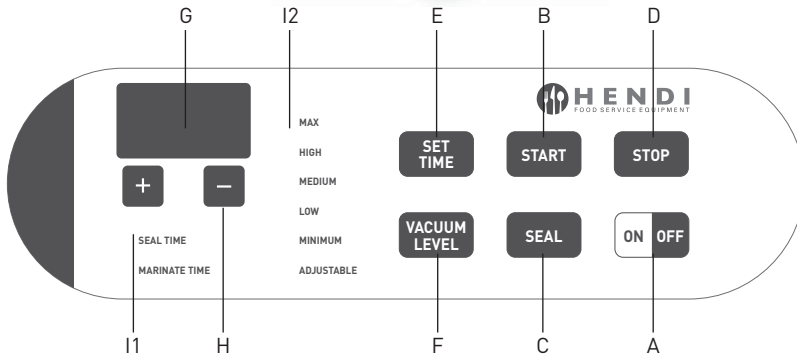 G I2 E B D
HENDI
FOOD SERVICE EQUIPMENT
MAX
HIGH
MEDIUM
LOW
MINIMUM
ADJUSTABLE
+ −
SEAL TIME
MARINATE TIME
SET
TIME
START
STOP
VACUUM
LEVEL
SEAL
ON OFF
I1 H F C A